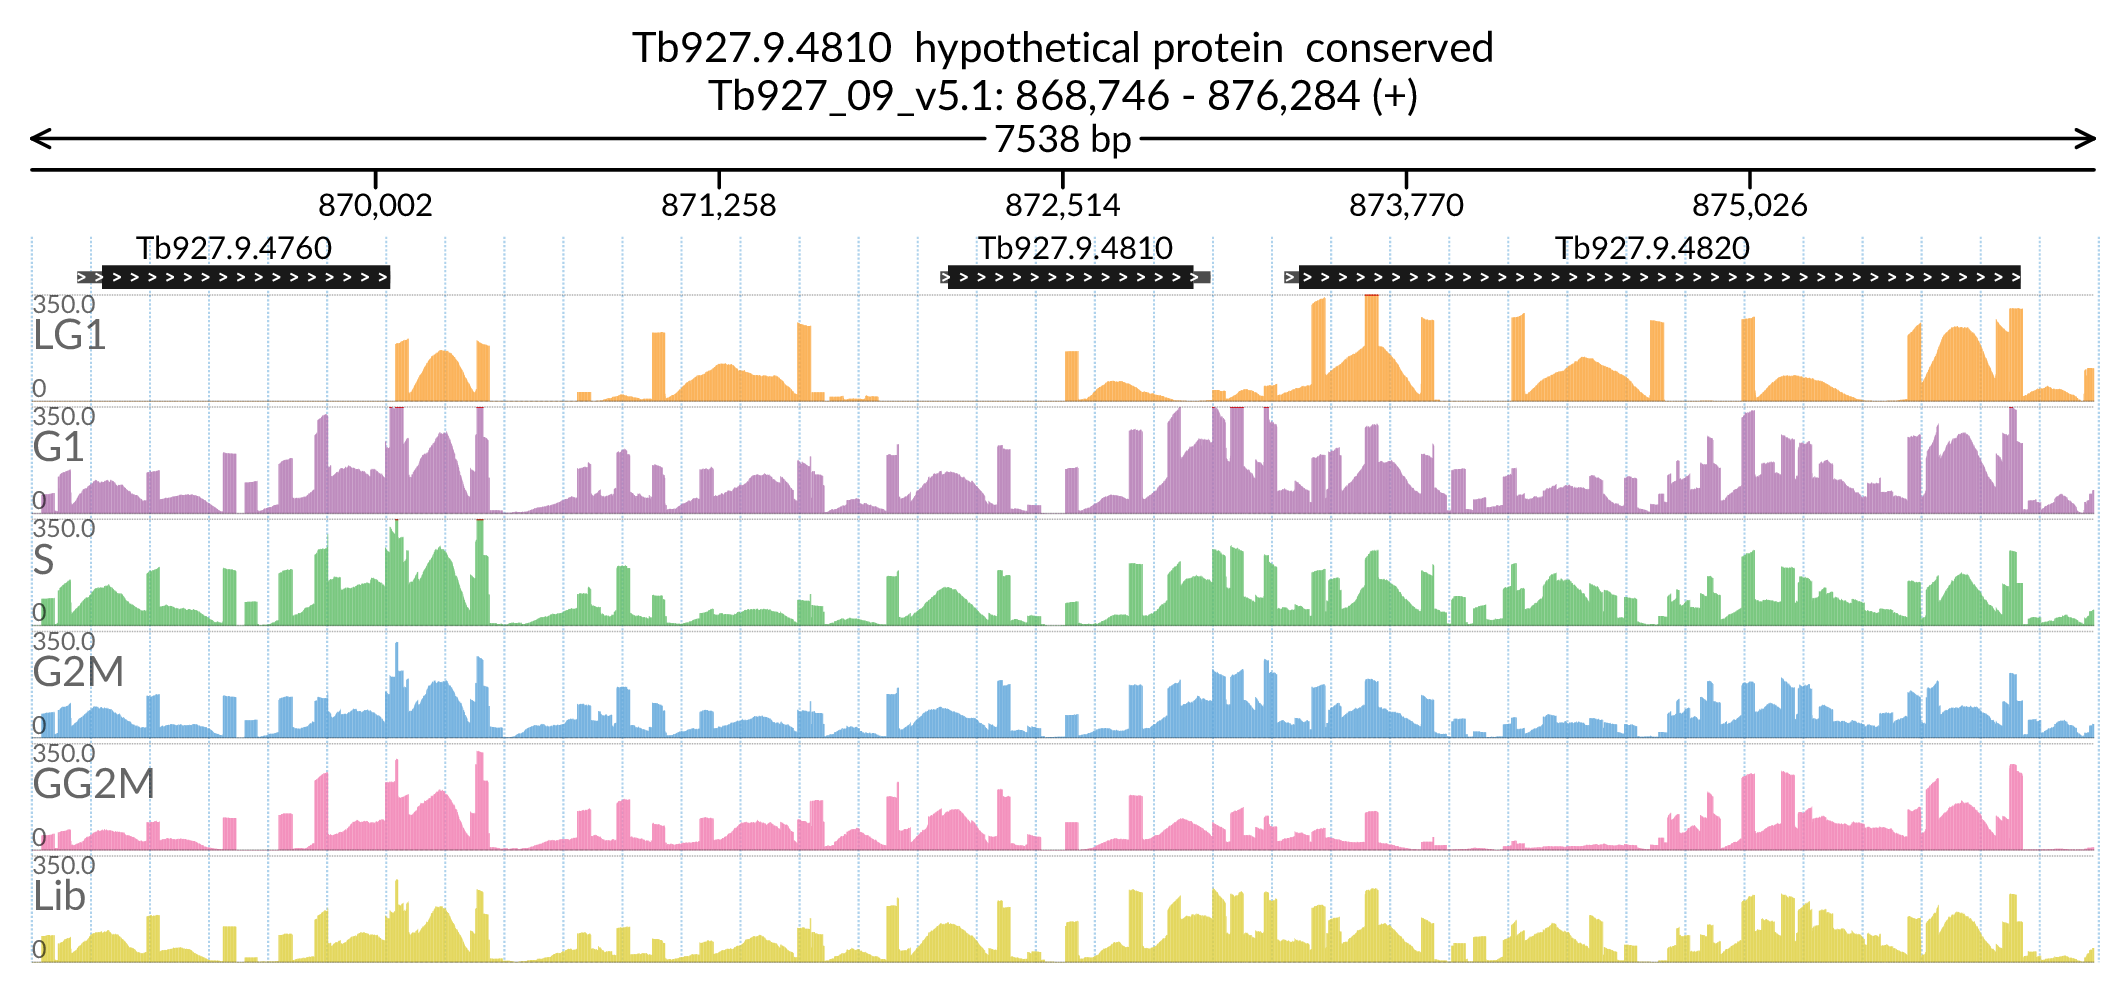 Tb927.9.4810 hypothetical protein conserved
Tb927_09_v5.1: 868,746 - 876,284 (+)
7538 bp
870,002 871,258 872,514 873,770 875,026
Tb927.9.4760 Tb927.9.4810 Tb927.9.4820
350.0
LG1
0
350.0
G1
0
350.0
S
0
350.0
G2M
0
350.0
GG2M
0
350.0
Lib
0